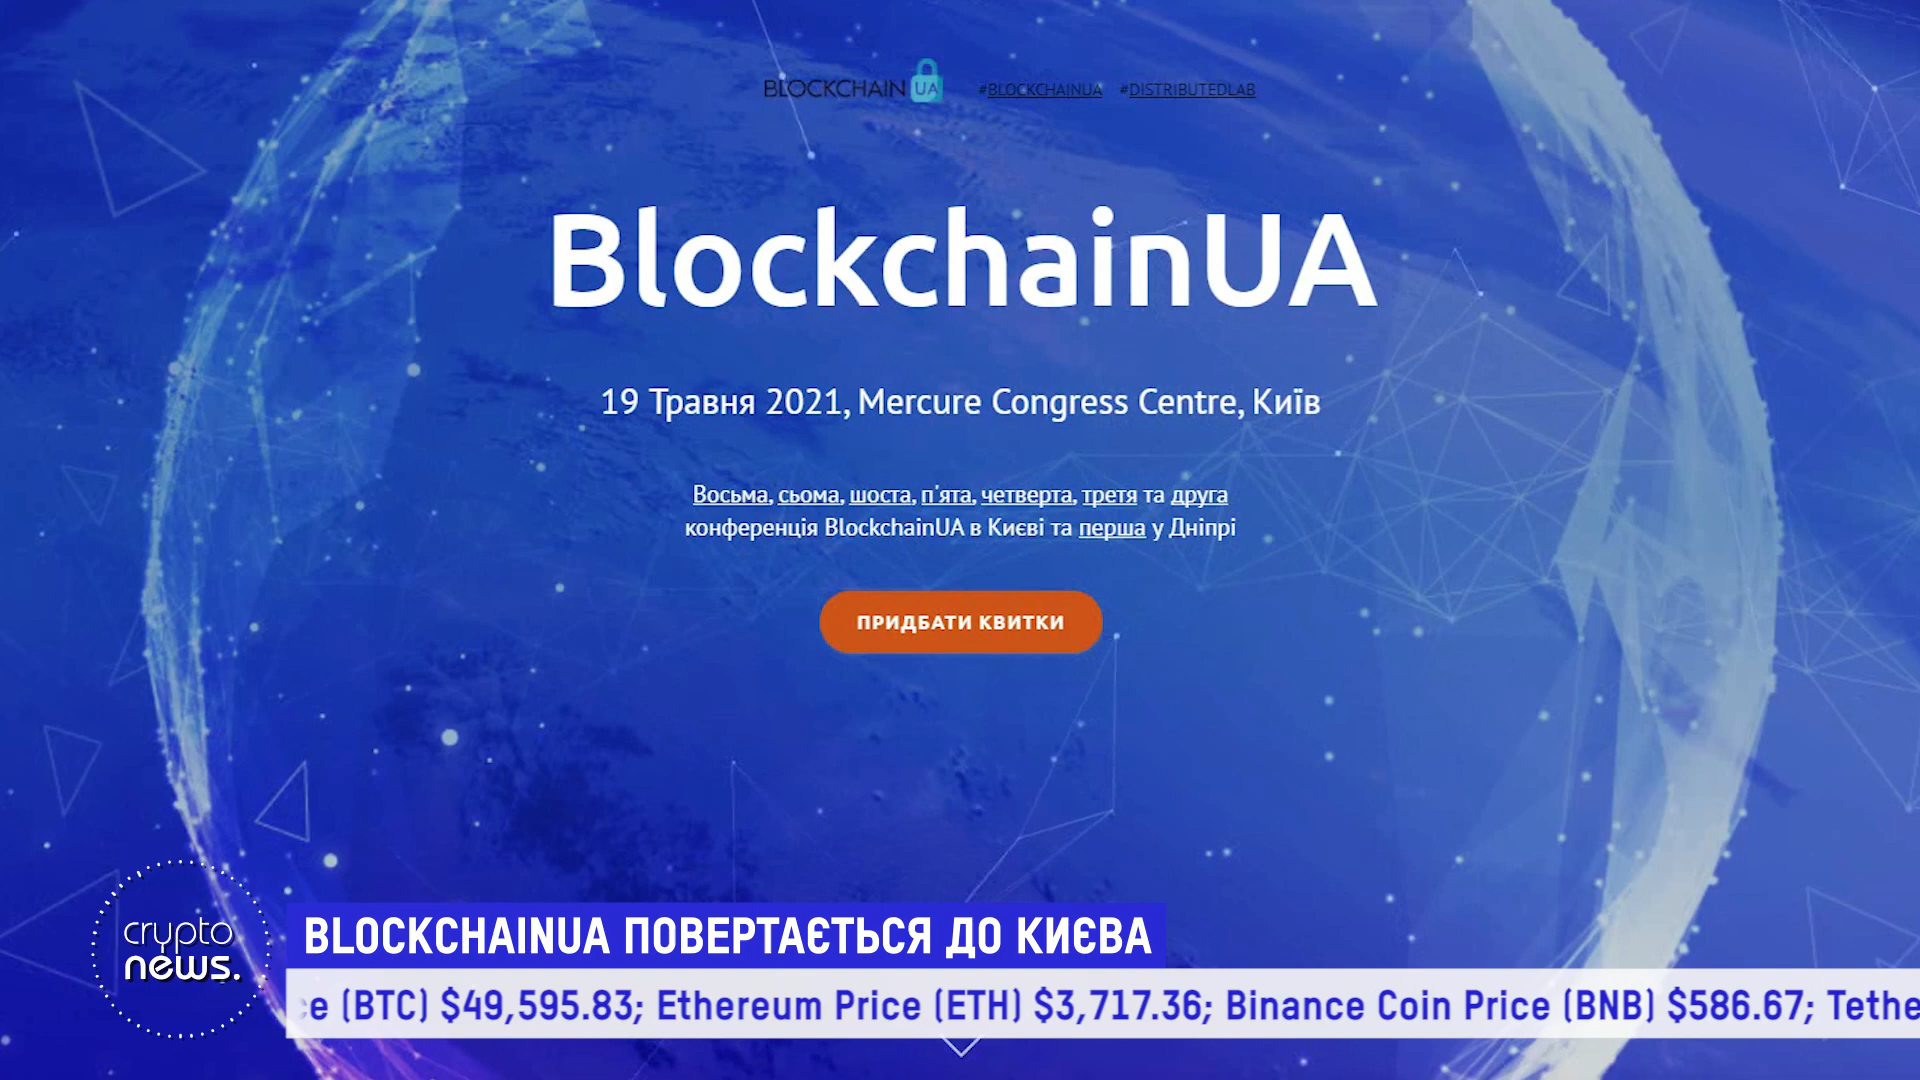 BLOCKCHAIN UA #BLOCKCHAINUA #DISTRIBUTEDLAB
BlockchainUA
19 Травня 2021, Mercure Congress Centre, Київ
Восьма, сьома, шоста, п'ята, четверта, третя та друга
конференція BlockchainUA в Києві та перша у Дніпрі
ПРИДБАТИ КВИТКИ
crypto
news.
BLOCKCHAINUA ПОВЕРТАЄТЬСЯ ДО КИЄВА
(BTC) $49,595.83; Ethereum Price (ETH) $3,717.36; Binance Coin Price (BNB) $586.67;